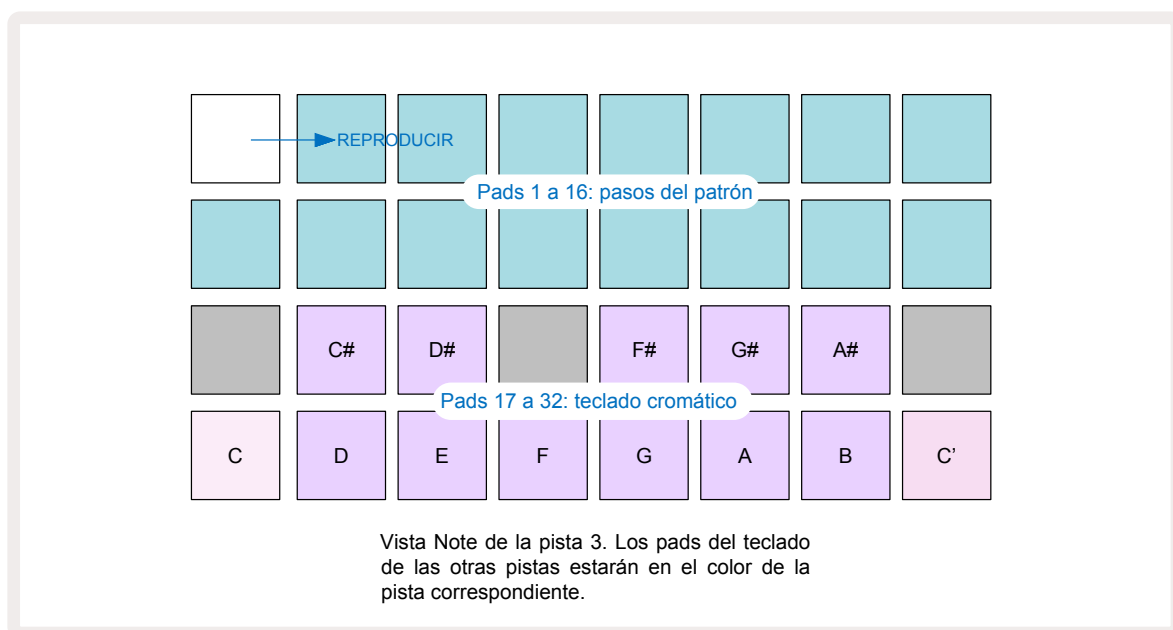 REPRODUCIR
Pads 1 a 16: pasos del patrón
C# D# F# G# A#
Pads 17 a 32: teclado cromático
C D E F G A B C’
Vista Note de la pista 3. Los pads del teclado
de las otras pistas estarán en el color de la
pista correspondiente.